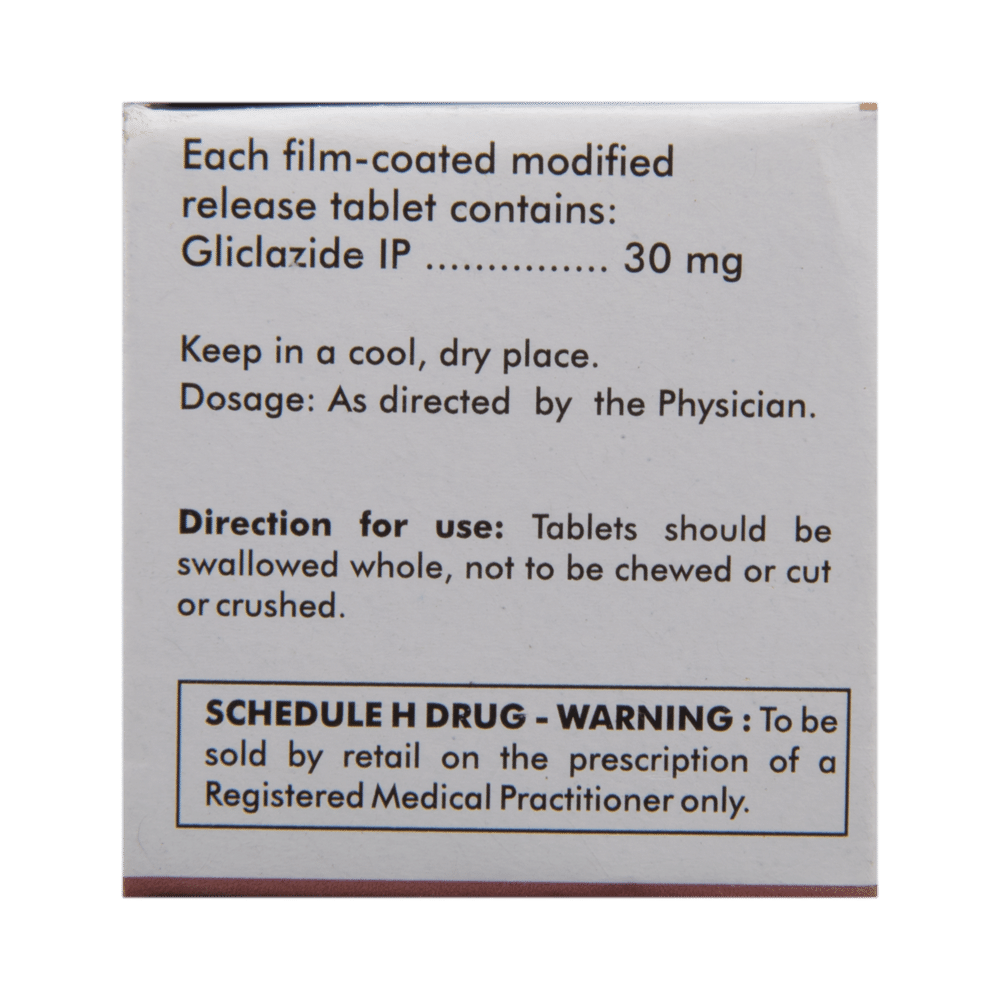 Each film-coated modified
release tablet contains:
Gliclazide IP ............... 30 mg
Keep in a cool, dry place.
Dosage: As directed by the Physician.
Direction for use: Tablets should be
swallowed whole, not to be chewed or cut
or crushed.
SCHEDULE H DRUG - WARNING : To be
sold by retail on the prescription of a
Registered Medical Practitioner only.